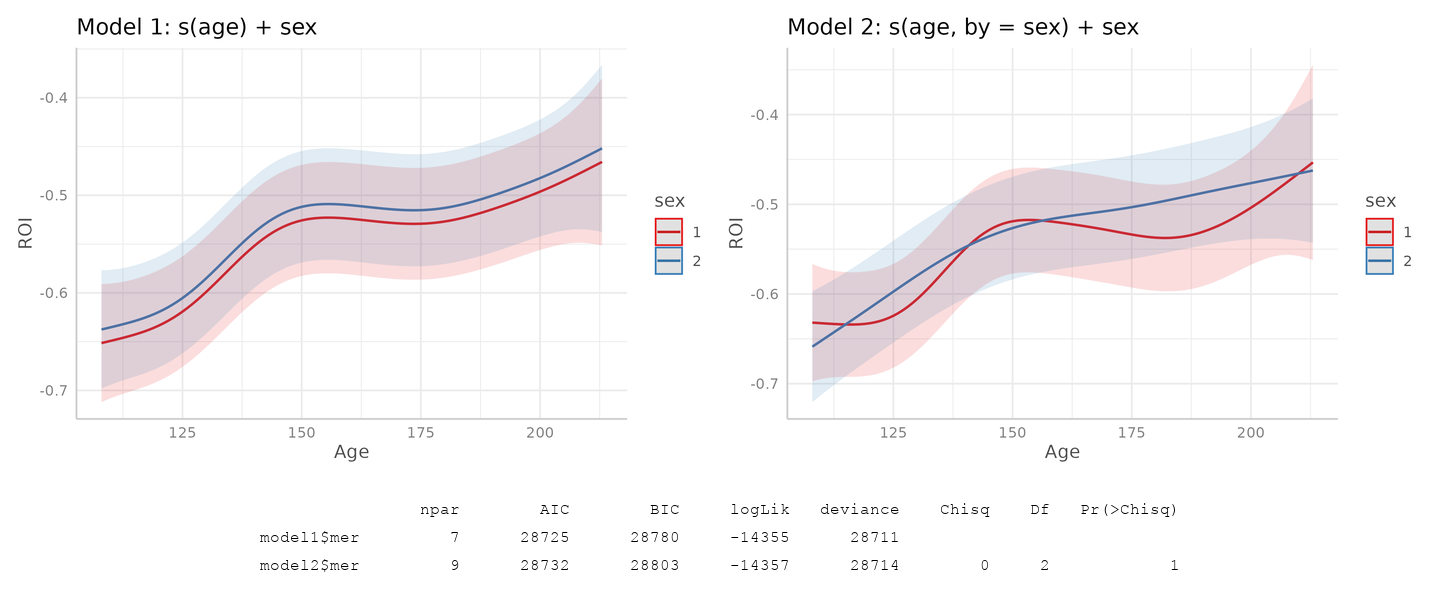 Model 1: s(age) + sex
-0.4
-0.5
-0.6
-0.7
ROI
125 150 175 200
Age
sex
1
2
Model 2: s(age, by = sex) + sex
-0.4
-0.5
-0.6
-0.7
ROI
125 150 175 200
Age
sex
1
2
npar AIC BIC logLik deviance Chisq Df Pr(>Chisq)
model1$mer 7 28725 28780 -14355 28711
model2$mer 9 28732 28803 -14357 28714 0 2 1